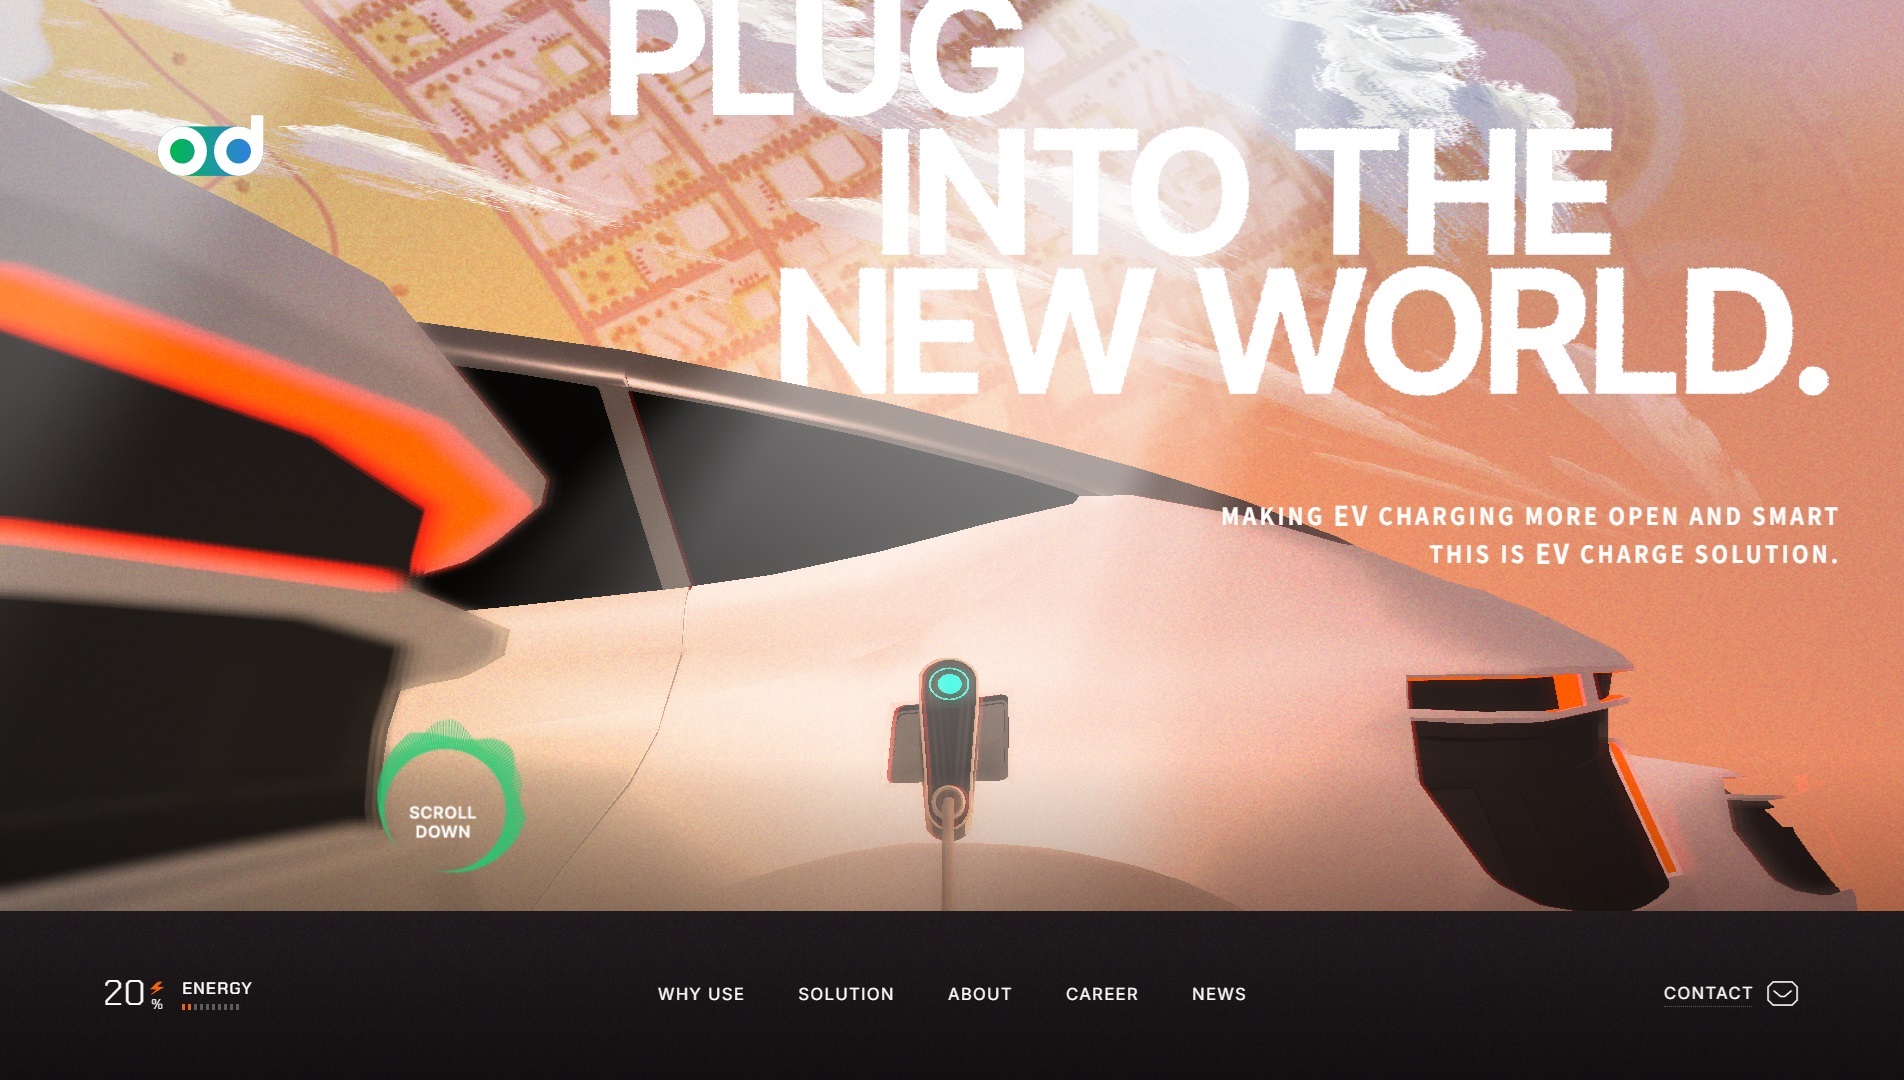 PLUG
INTO THE
NEW WORLD.
od
MAKING EV CHARGING MORE OPEN AND SMART
THIS IS EV CHARGE SOLUTION.
SCROLL
DOWN
20 % ENERGY
WHY USE SOLUTION ABOUT CAREER NEWS
CONTACT